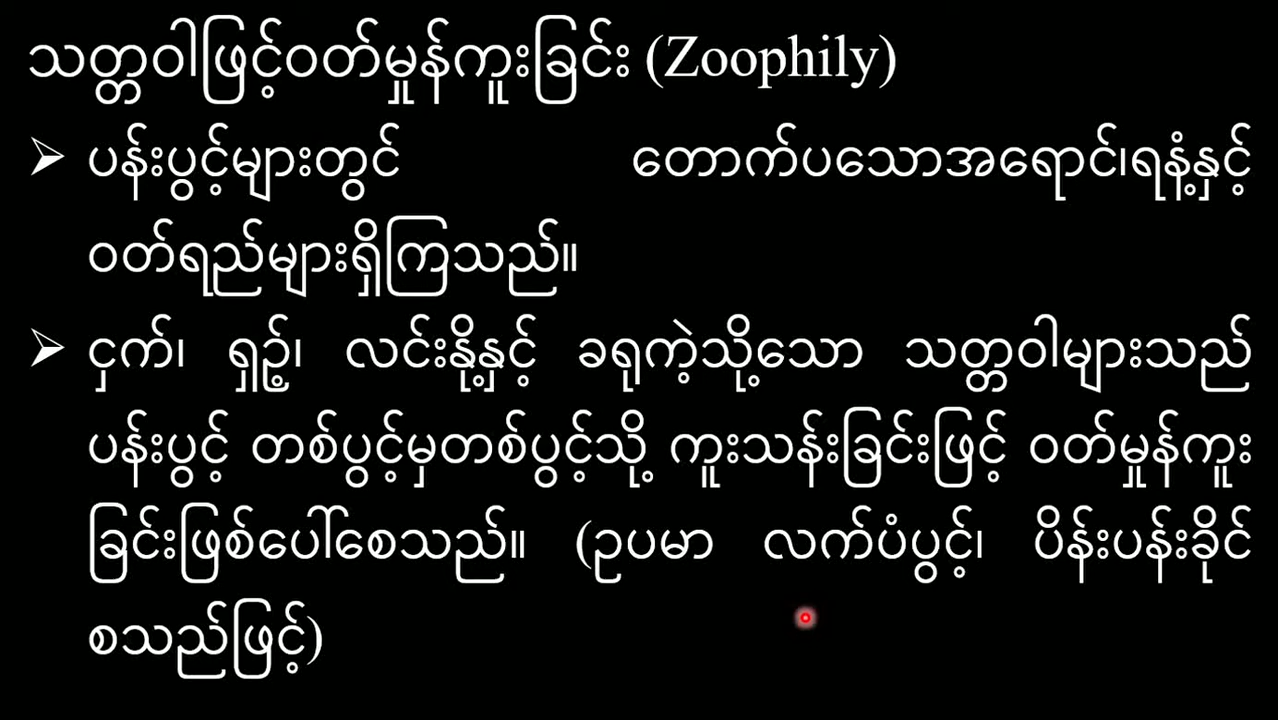 သတ္တဝါဖြင့်ဝတ်မှုန်ကူးခြင်း (Zoophily)
➢ ပန်းပွင့်များတွင် တောက်ပသောအရောင်၊ရနံ့နှင့်
ဝတ်ရည်များရှိကြသည်။
➢ ငှက်၊ ရှဉ့်၊ လင်းနို့နှင့် ခရုကဲ့သို့သော သတ္တဝါများသည်
ပန်းပွင့် တစ်ပွင့်မှတစ်ပွင့်သို့ ကူးသန်းခြင်းဖြင့် ဝတ်မှုန်ကူး
ခြင်းဖြစ်ပေါ်စေသည်။ (ဥပမာ လက်ပံပွင့်၊ ပိန်းပန်းခိုင်
စသည်ဖြင့်)